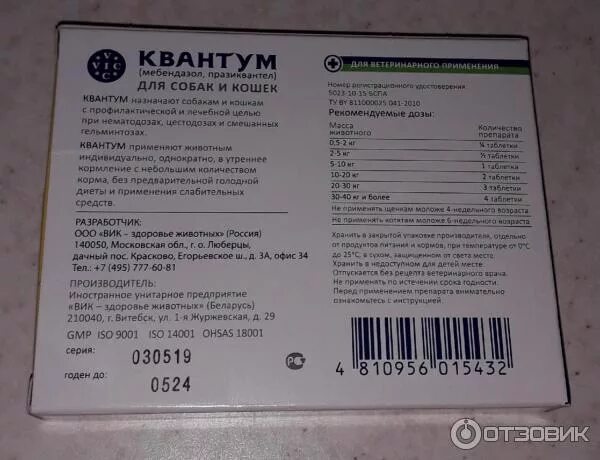 VIC
КВАНТУМ
(мебендазол, празиквантел)
ДЛЯ СОБАК И КОШЕК
КВАНТУМ назначают собакам и кошкам
с профилактической и лечебной целью
при нематодозах, цестодозах и смешанных
гельминтозах.
КВАНТУМ применяют животным
индивидуально, однократно, в утреннее
кормление с небольшим количеством
корма, без предварительной голодной
диеты и применения слабительных
средств.
РАЗРАБОТЧИК:
ООО «ВИК – здоровье животных» (Россия)
140050, Московская обл., г. о. Люберцы,
дачный пос. Красково, Егорьевское ш., д. 3А, офис 34
Тел.: +7 (495) 777-60-81
ПРОИЗВОДИТЕЛЬ:
Иностранное унитарное предприятие
«ВИК – здоровье животных» (Беларусь)
210040, г. Витебск, ул. 1-я Журжевская, д. 29
GMP ISO 9001 ISO 14001 OHSAS 18001
серия: 030519
годен до: 0524
ДЛЯ ВЕТЕРИНАРНОГО ПРИМЕНЕНИЯ
Номер регистрационного удостоверения:
5023-10-15 БСПА
ТУ BY 811000025.041-2010
Рекомендуемые дозы:
Масса животного Количество препарата
0,5-2 кг ¼ таблетки
2-5 кг ½ таблетки
5-10 кг 1 таблетка
10-20 кг 2 таблетки
20-30 кг 3 таблетки
30-40 кг и более 4 таблетки
Не применять щенкам моложе 4-недельного возраста
Не применять котятам моложе 6-недельного возраста
Хранить в закрытой упаковке производителя, отдельно
от продуктов питания и кормов, при температуре от 0°С
до 25°С, в сухом, защищенном от света месте.
Хранить в недоступном для детей месте.
Отпускается без рецепта ветеринарного врача.
Не применять по истечении срока годности.
Перед применением препарата внимательно
ознакомьтесь с инструкцией.
4 810956 015432
ОТЗОВИК